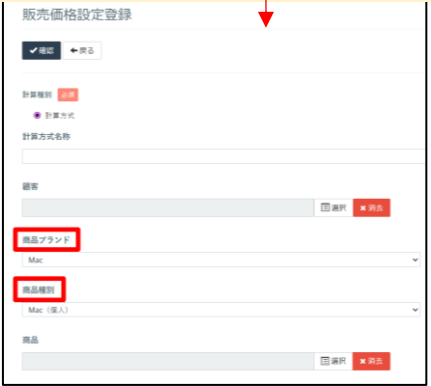 販売価格設定登録
✔確認 ←戻る
計算種別 必須
計算方式
計算方式名称
顧客
選択 ×消去
商品ブランド
Mac
商品種別
Mac（個人）
商品
選択 ×消去